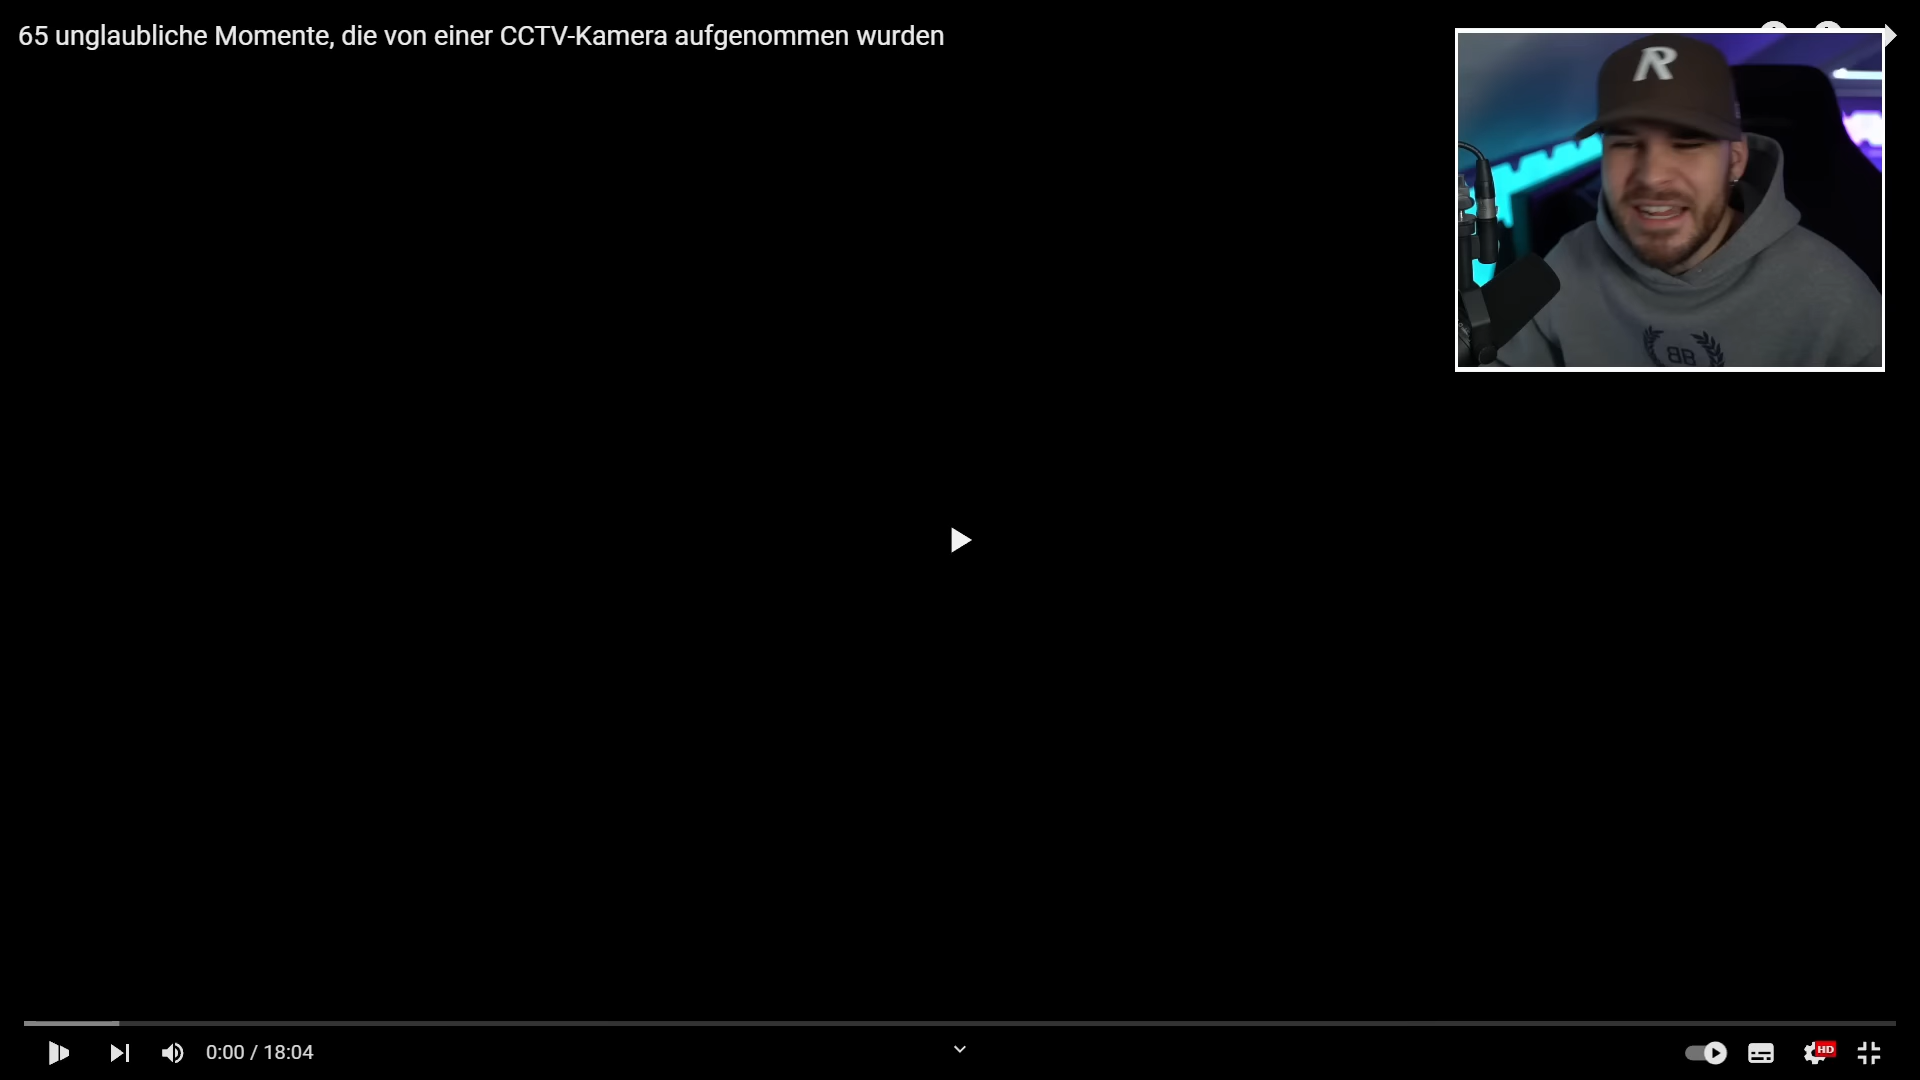 65 unglaubliche Momente, die von einer CCTV-Kamera aufgenommen wurden
R
BB
0:00 / 18:04
HD